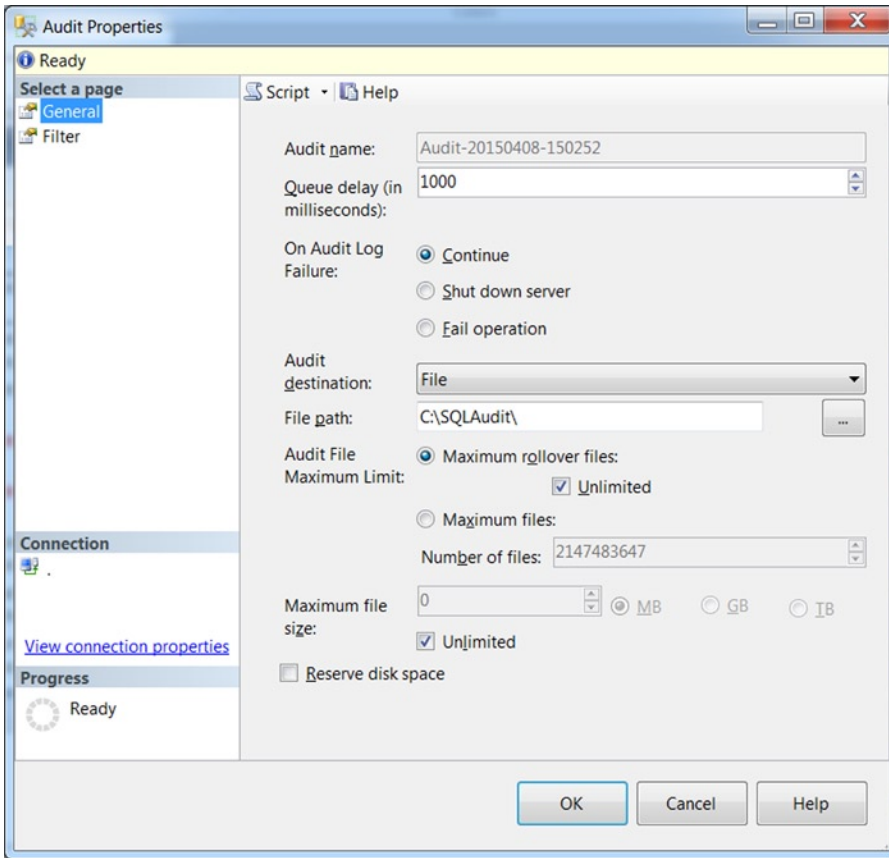 Audit Properties
Ready
Select a page
General
Filter
Script
Help
Audit name:
Audit-20150408-150252
Queue delay (in
milliseconds):
1000
On Audit Log
Failure:
Continue
Shut down server
Fail operation
Audit
destination:
File
File path:
C:\SQLAudit\
...
Audit File
Maximum Limit:
Maximum rollover files:
Unlimited
Maximum files:
Number of files:
2147483647
Maximum file
size:
0
MB
GB
TB
Unlimited
Reserve disk space
Connection
.
View connection properties
Progress
Ready
OK
Cancel
Help